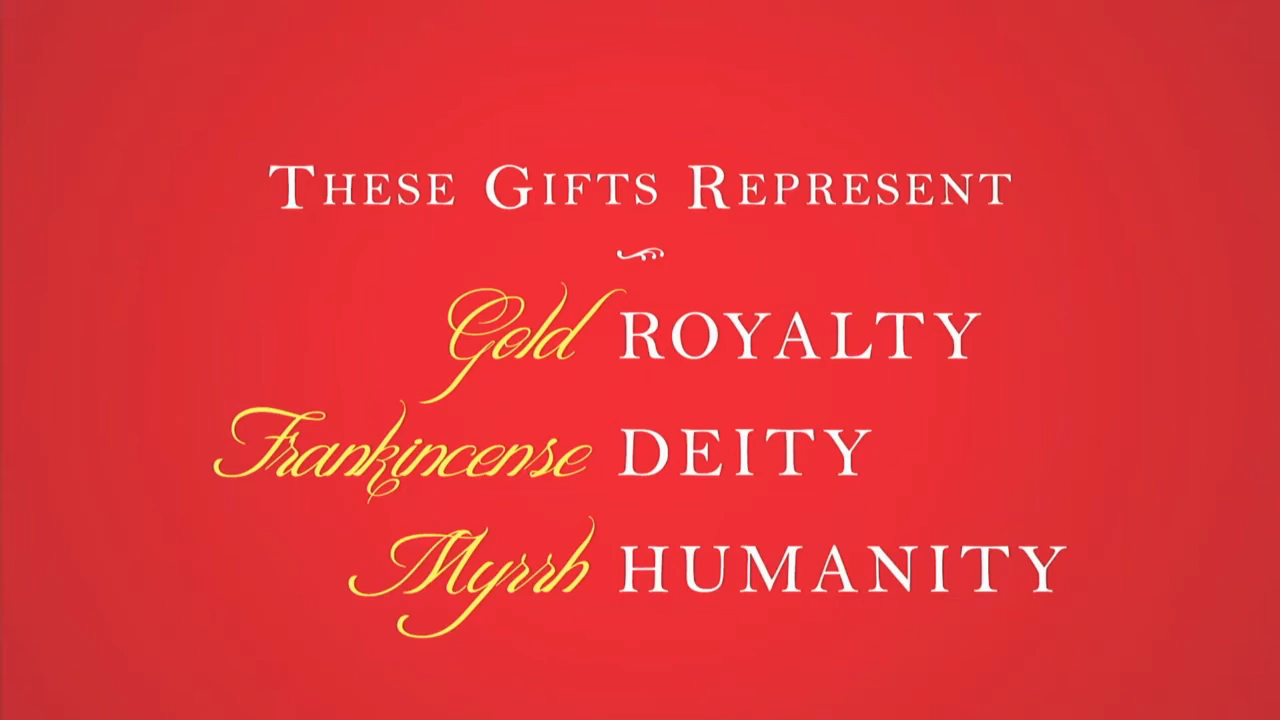 These Gifts Represent
Gold ROYALTY
Frankincense DEITY
Myrrh HUMANITY